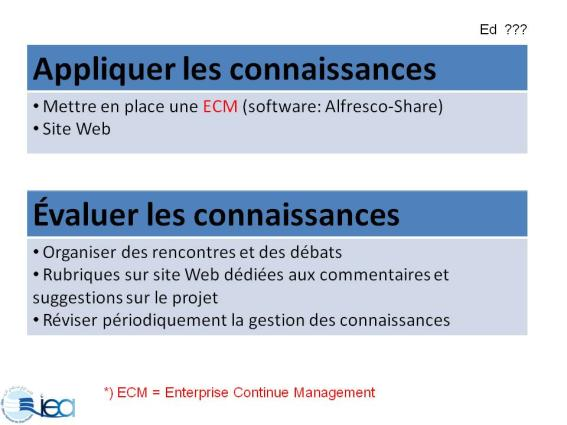 Ed ???
Appliquer les connaissances
• Mettre en place une ECM (software: Alfresco-Share)
• Site Web
Évaluer les connaissances
• Organiser des rencontres et des débats
• Rubriques sur site Web dédiées aux commentaires et
suggestions sur le projet
• Réviser périodiquement la gestion des connaissances
*) ECM = Enterprise Continue Management
iea